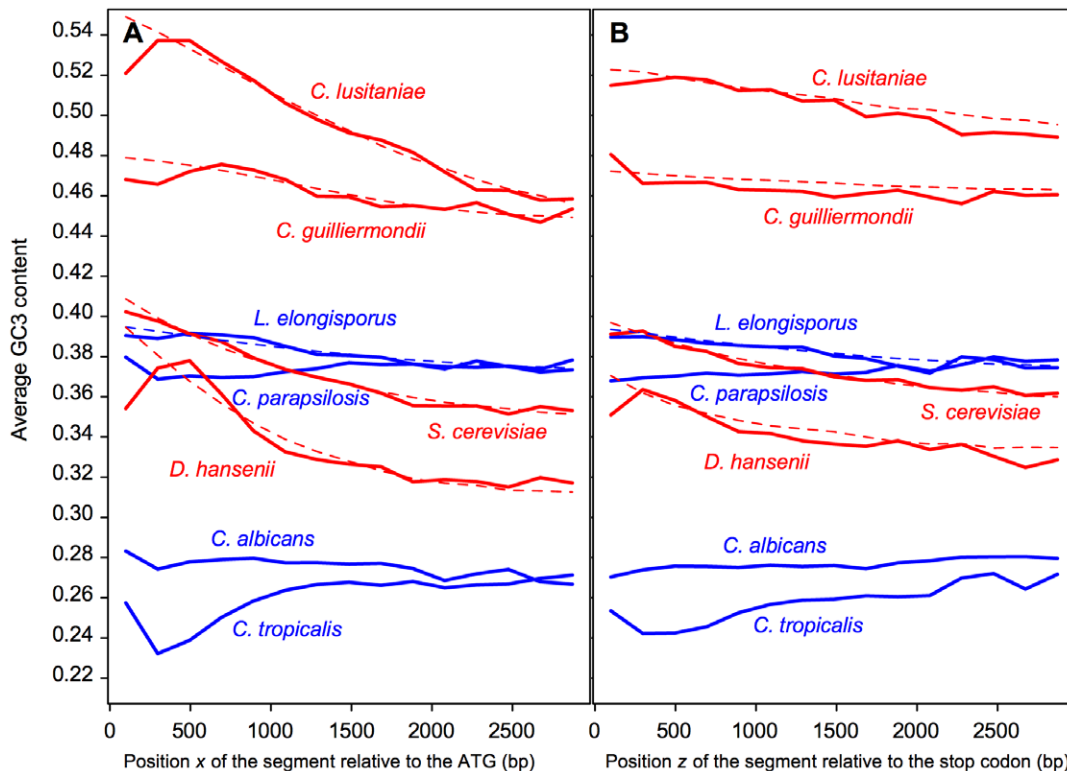 A
B
0.54
0.52
0.50
0.48
0.46
0.44
0.42
0.40
0.38
0.36
0.34
0.32
0.30
0.28
0.26
0.24
0.22
Average GC3 content
C. lusitaniae
C. guilliermondii
L. elongisporus
C. parapsilosis
S. cerevisiae
D. hansenii
C. albicans
C. tropicalis
C. lusitaniae
C. guilliermondii
L. elongisporus
C. parapsilosis
S. cerevisiae
D. hansenii
C. albicans
C. tropicalis
0 500 1000 1500 2000 2500
0 500 1000 1500 2000 2500
Position x of the segment relative to the ATG (bp)
Position z of the segment relative to the stop codon (bp)